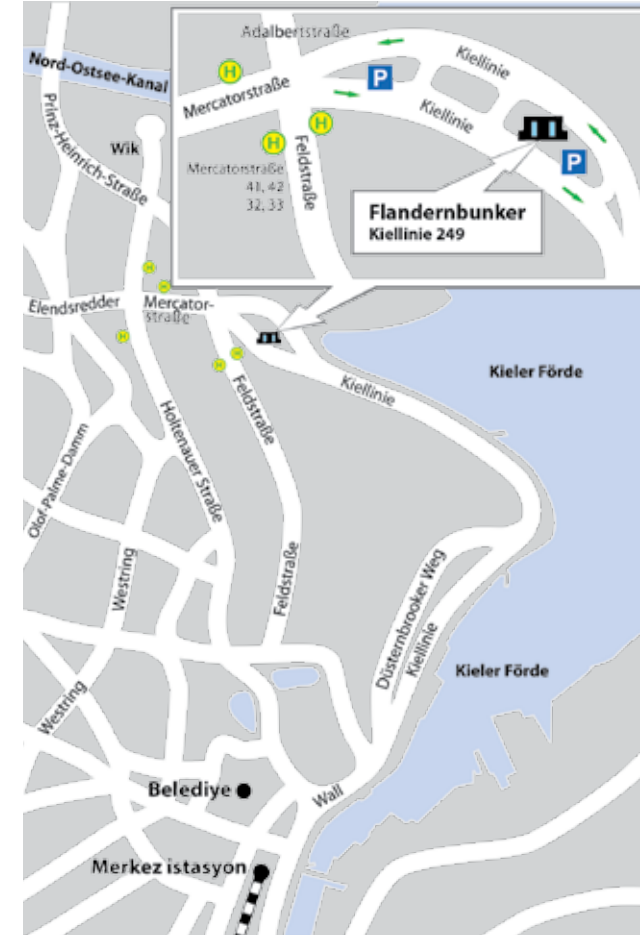 Adalbertstraße
Nord-Ostsee-Kanal
H
Kiellinie
P
Mercatorstraße
Kiellinie
H
H
Wik
Prinz-Heinrich-Straße
Feldstraße
P
Mercatorstraße
41, 42
32, 33
Flandernbunker
Kiellinie 249
H
H
Elendsredder
Mercator-
straße
H
H
H
Kieler Förde
Kiellinie
Feldstraße
Holtenauer Straße
Olof-Palme-Damm
Westring
Feldstraße
Düsternbrooker Weg
Kiellinie
Kieler Förde
Westring
Belediye
Wall
Merkez istasyon